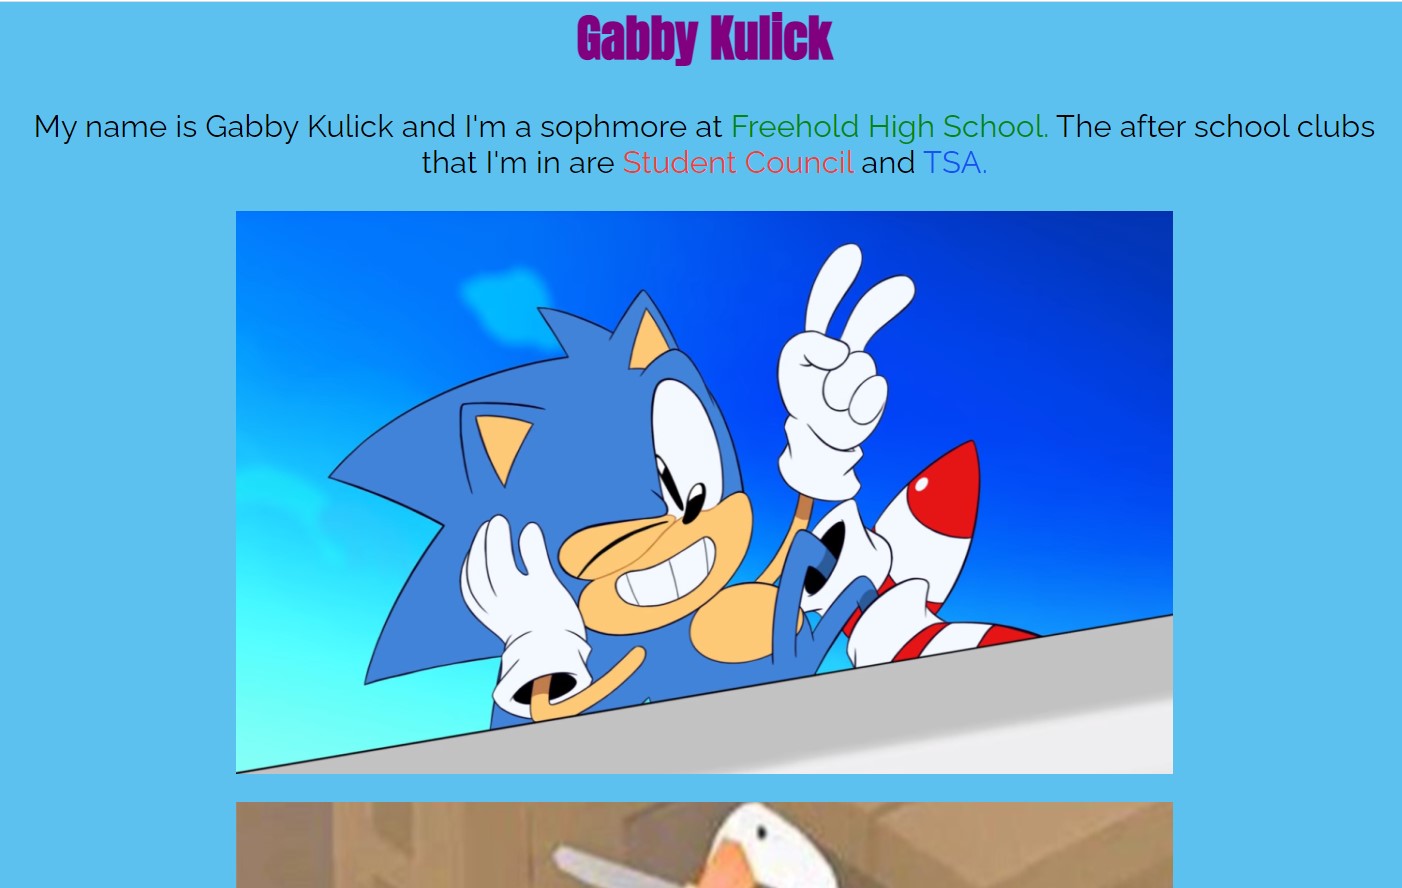 Gabby Kulick
My name is Gabby Kulick and I'm a sophmore at Freehold High School. The after school clubs
that I'm in are Student Council and TSA.